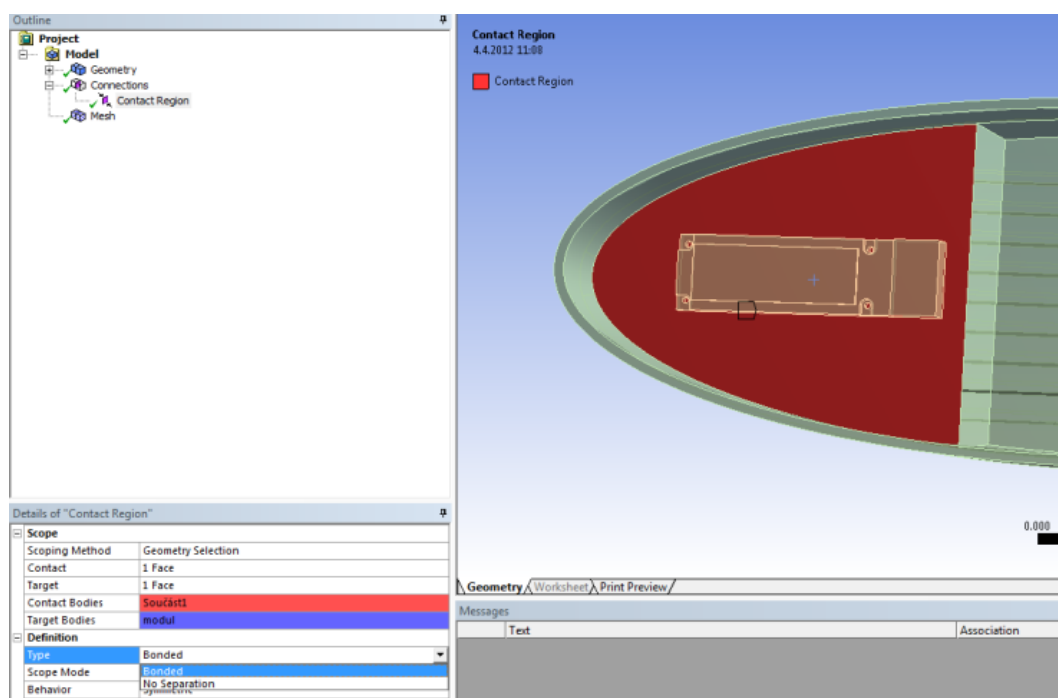 Outline
Project
Model
Geometry
Connections
Contact Region
Mesh
Contact Region
4.4.2012 11:08
Contact Region
0.000
Details of "Contact Region"
Scope
Scoping Method Geometry Selection
Contact 1 Face
Target 1 Face
Contact Bodies Součást1
Target Bodies modul
Definition
Type Bonded
Scope Mode Bonded
No Separation
Behavior Symmetric
Geometry Worksheet Print Preview
Messages
Text Association